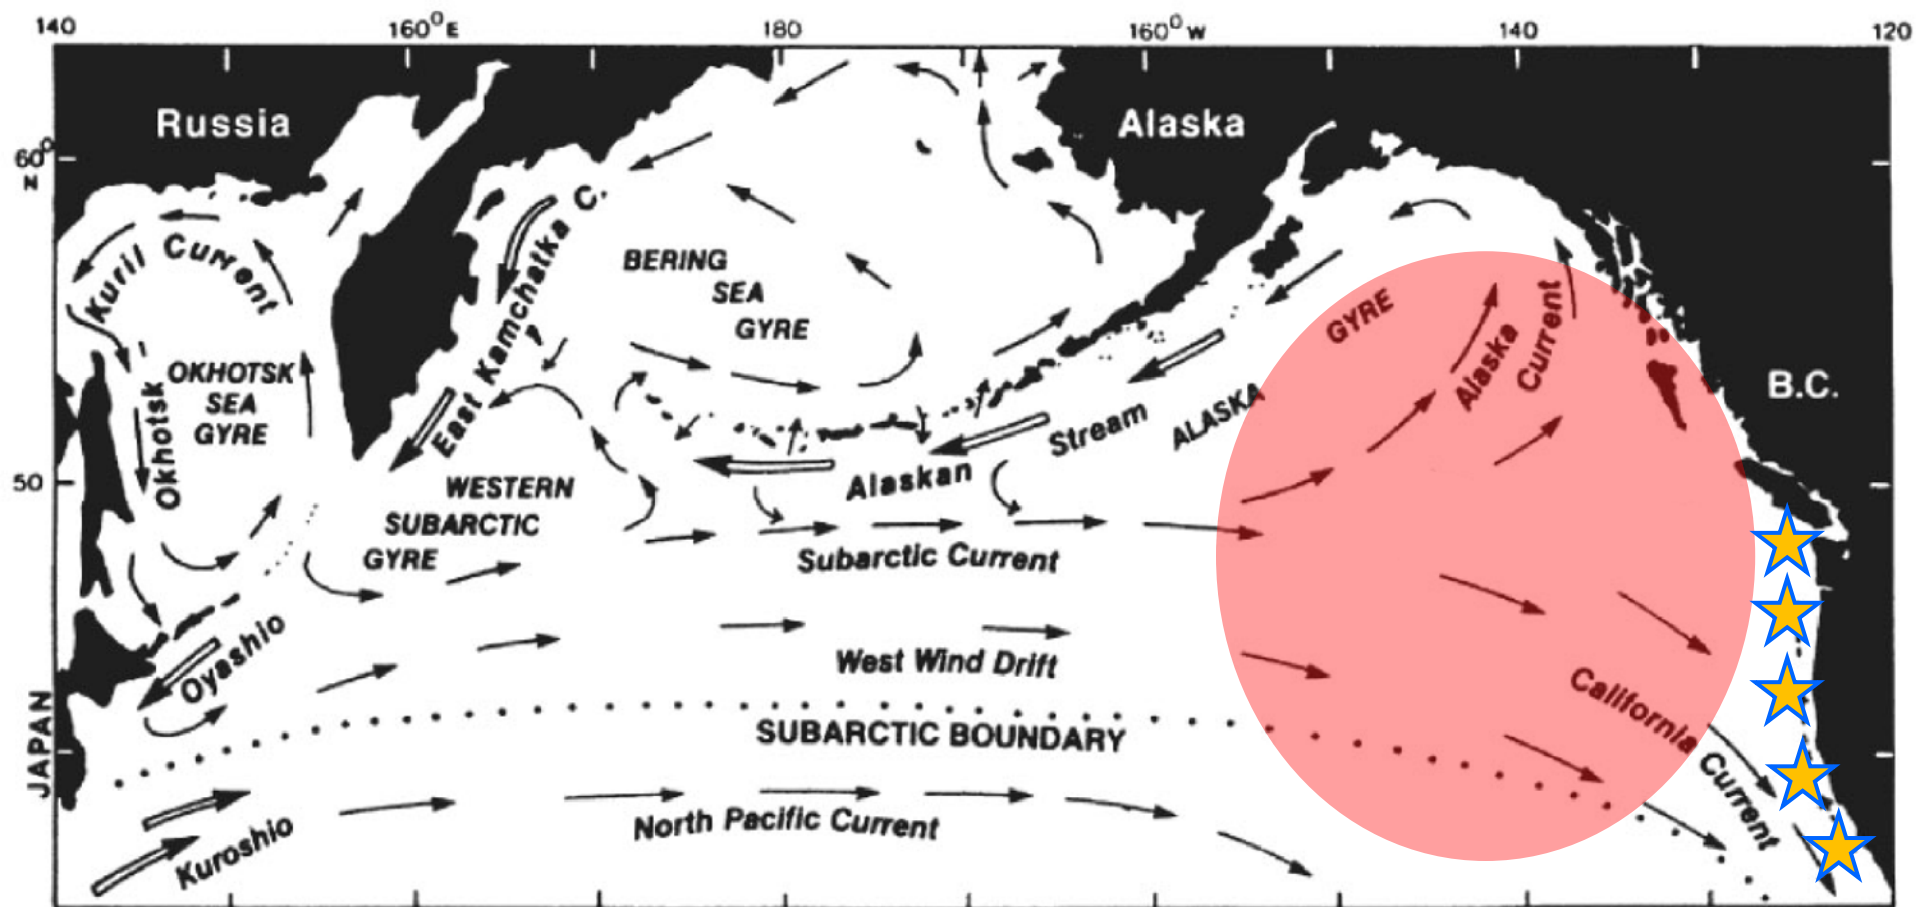 140
160° E
180
160° W
140
120
Russia
Alaska
60°
N
East Kamchatka C.
Kuril Current
BERING
SEA
GYRE
GYRE
Alaska
Current
OKHOTSK
SEA
GYRE
Okhotsk
B.C.
ALASKA
Stream
Alaskan
50
WESTERN
SUBARCTIC
GYRE
Subarctic Current
Oyashio
West Wind Drift
California
Current
JAPAN
SUBARCTIC BOUNDARY
North Pacific Current
Kuroshio